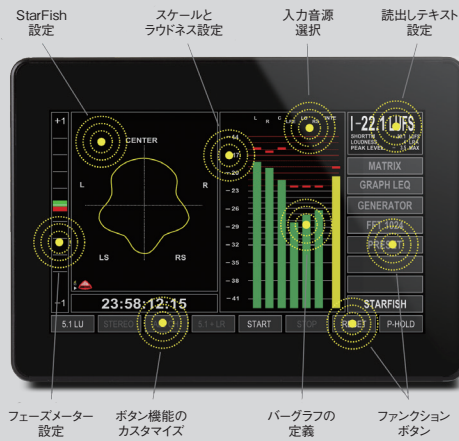 StarFish
設定
スケールと
ラウドネス設定
入力音源
選択
読出しテキスト
設定
+1
-1
CENTER
L
R
LS
RS
23:58:12:15
L
R
C
-23
-26
-29
-32
-35
-38
-41
I-22.1 LUFS
SHORTTM
LOUDNESS
PEAK LEVEL
MATRIX
GRAPH LEQ
GENERATOR
STARFISH
5.1 LU
STEREO
5.1 + LR
START
STOP
RESET
P-HOLD
フェーズメーター
設定
ボタン機能の
カスタマイズ
バーグラフの
定義
ファンクション
ボタン